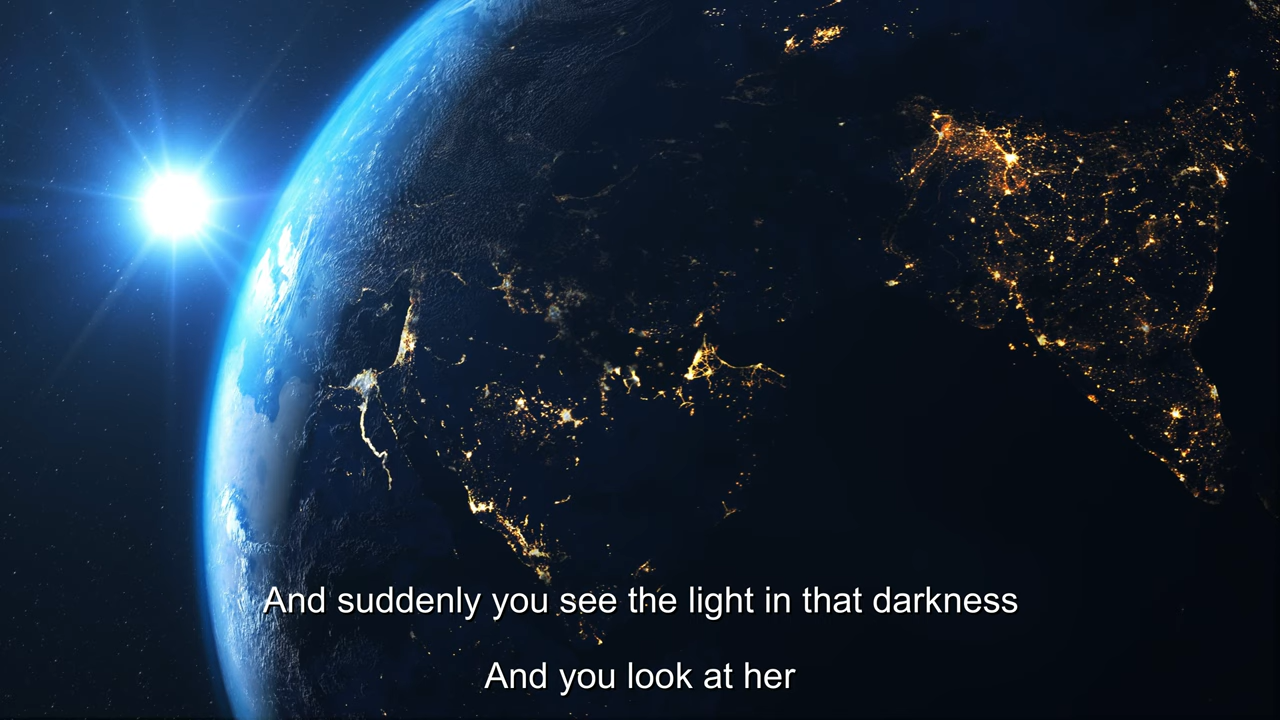 And suddenly you see the light in that darkness
And you look at her